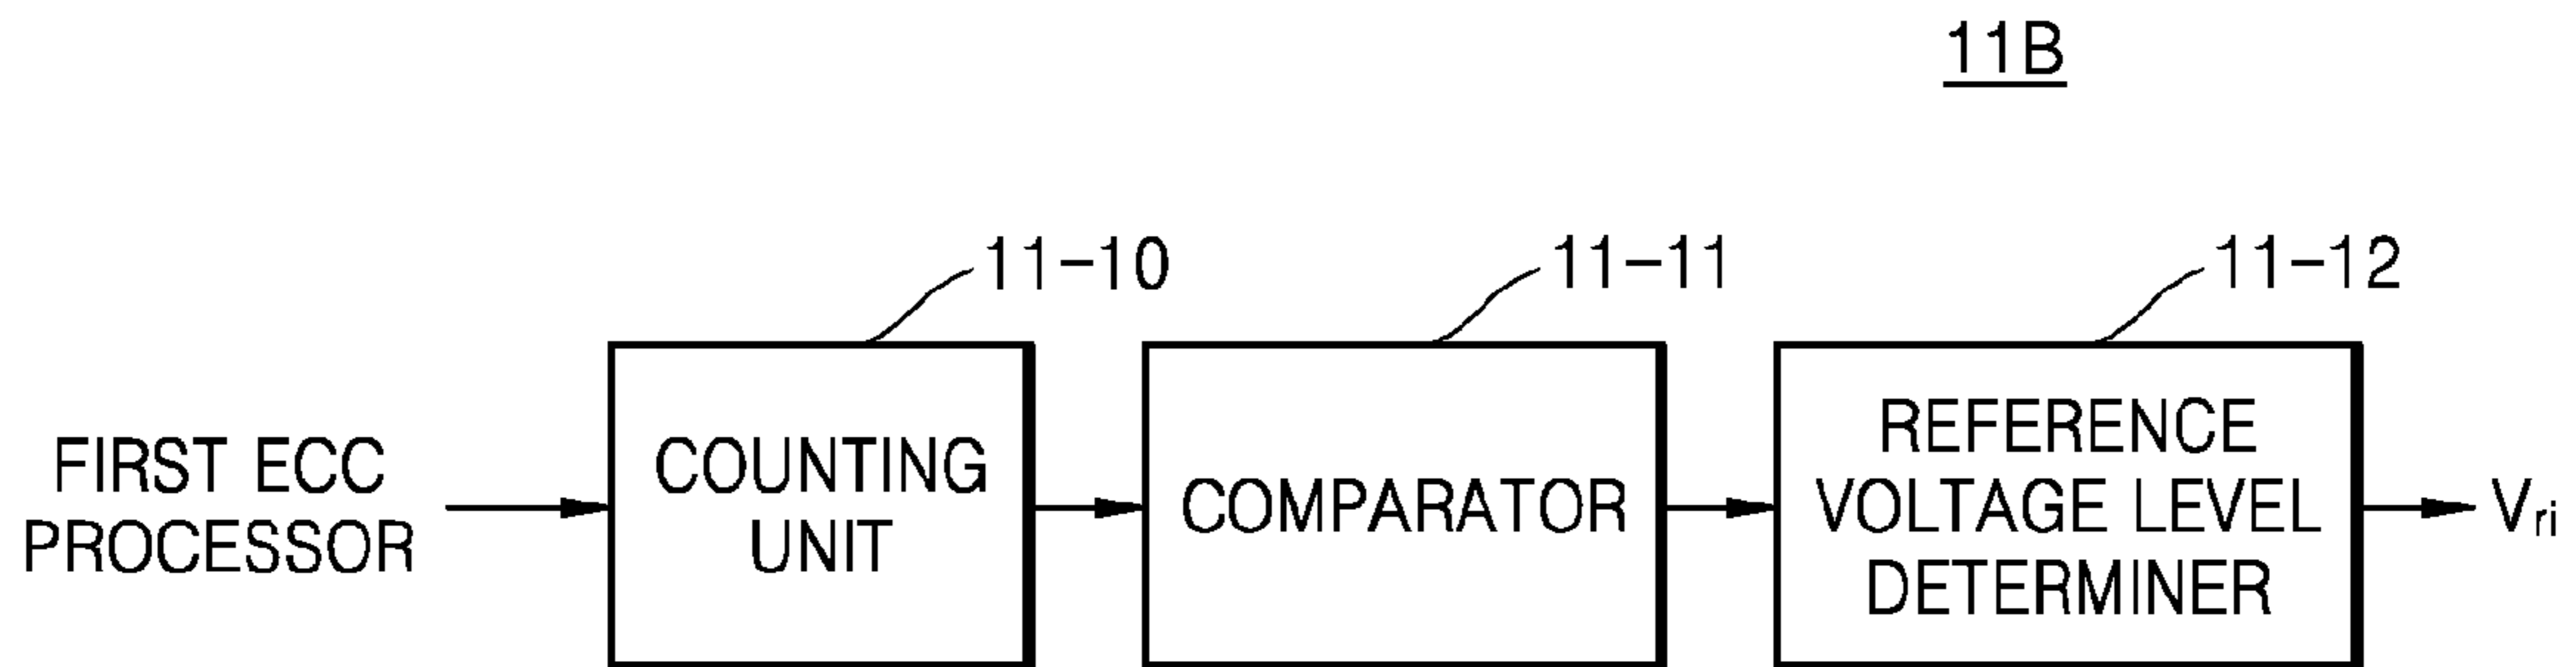 11B
11-10
11-11
11-12
FIRST ECC
PROCESSOR
COUNTING
UNIT
COMPARATOR
REFERENCE
VOLTAGE LEVEL
DETERMINER
Vri